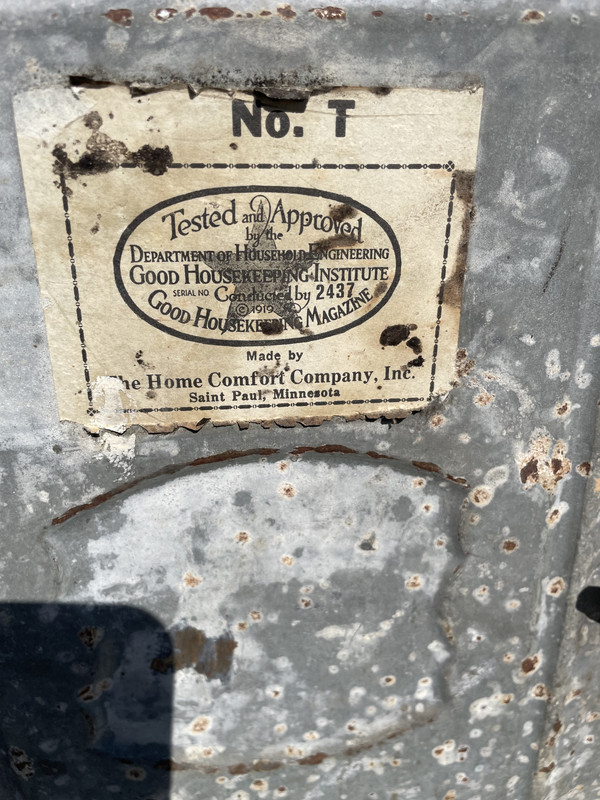 No. T
Tested and Approved
by the
DEPARTMENT OF HOUSEHOLD ENGINEERING
GOOD HOUSEKEEPING INSTITUTE
SERIAL NO. Conducted by 2437
© 1919
GOOD HOUSEKEEPING MAGAZINE
Made by
The Home Comfort Company, Inc.
Saint Paul, Minnesota